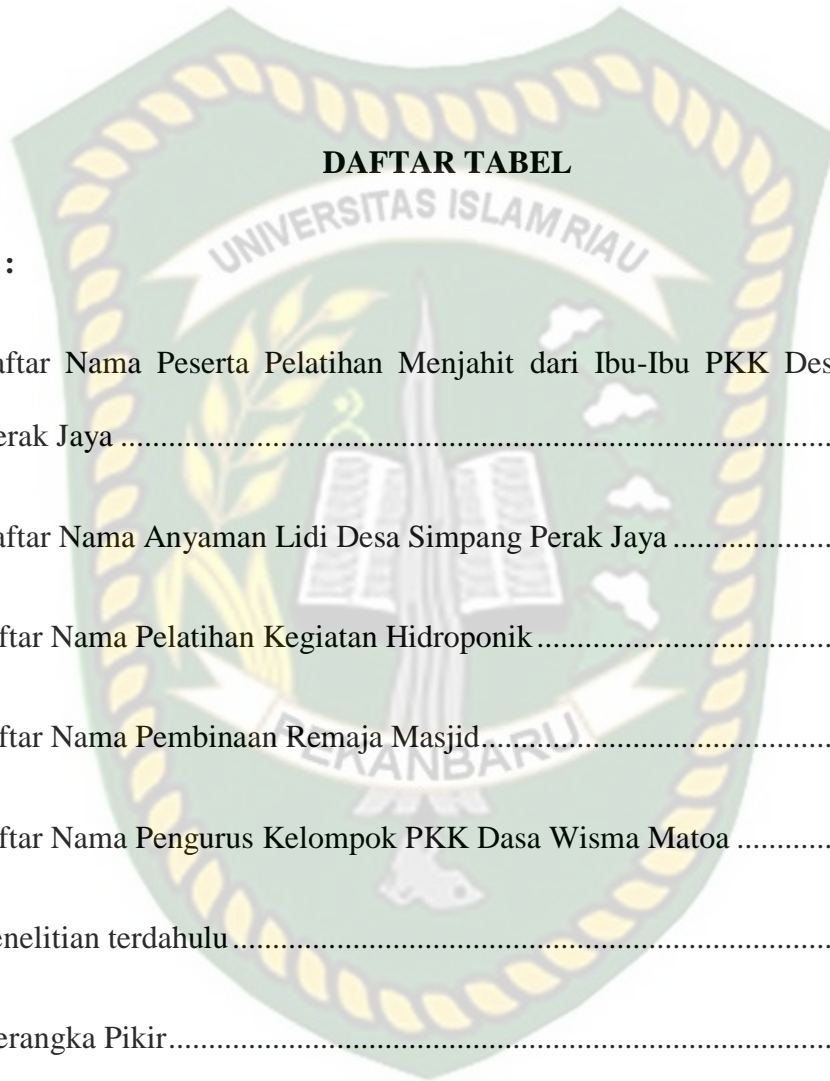 DAFTAR TABEL
UNIVERSITAS ISLAM RIAU
:
aftar Nama Peserta Pelatihan Menjahit dari Ibu-Ibu PKK Des
erak Jaya ....................................................................................
aftar Nama Anyaman Lidi Desa Simpang Perak Jaya ....................
ftar Nama Pelatihan Kegiatan Hidroponik .....................................
ftar Nama Pembinaan Remaja Masjid............................................
PEKANBARU
ftar Nama Pengurus Kelompok PKK Dasa Wisma Matoa ............
enelitian terdahulu ..........................................................................
erangka Pikir ...................................................................................